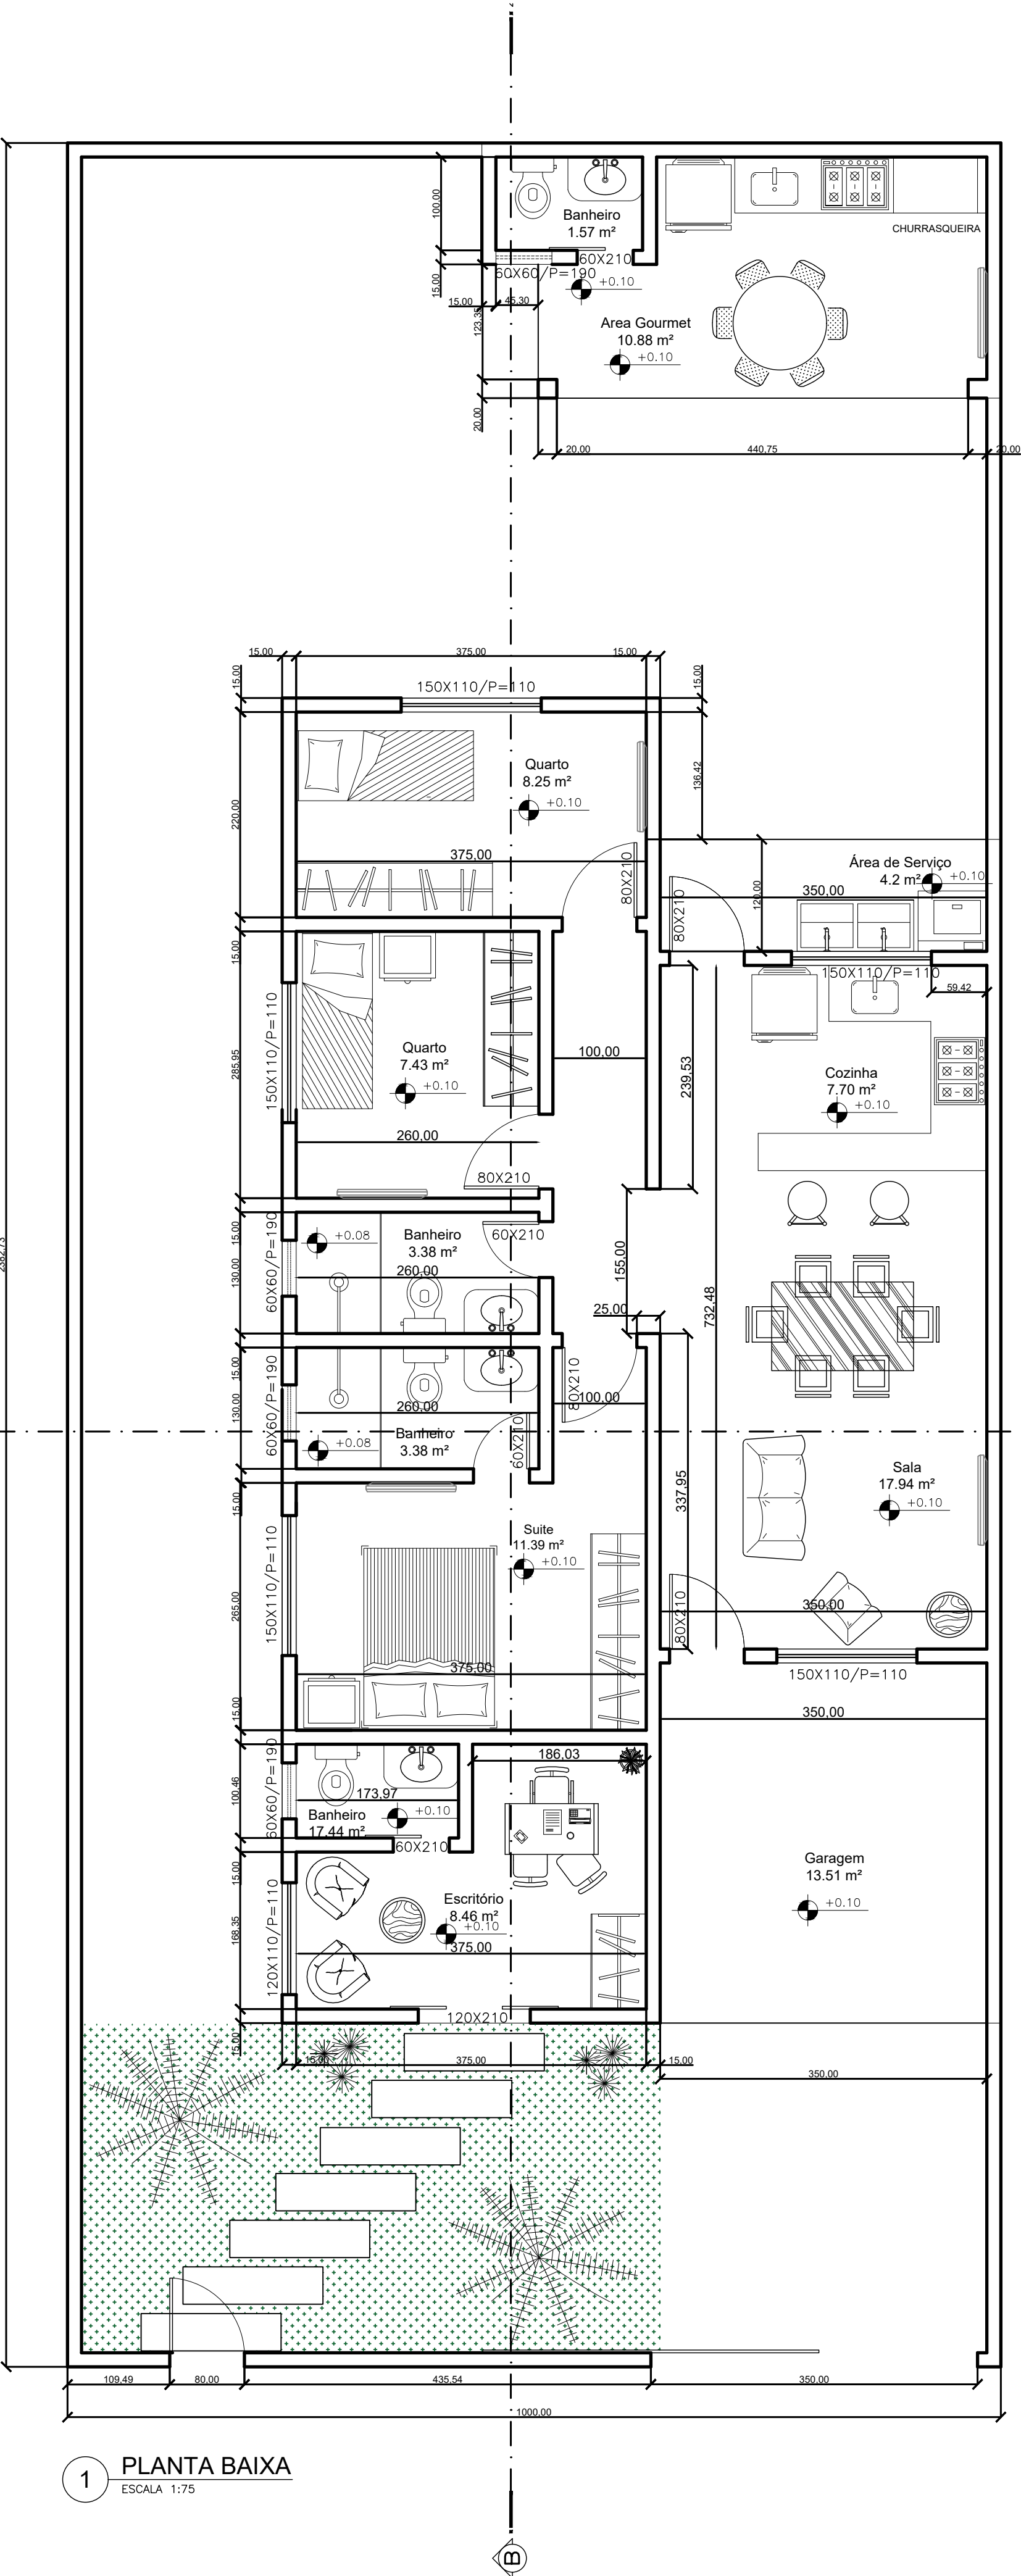 Banheiro
1.57 m²
CHURRASQUEIRA
100,00
60X210
60X60/P=190
+0.10
15,00
15,00
45,30
123,35
Area Gourmet
10.88 m²
+0.10
20,00
20,00
440,75
20,00
15,00
375,00
15,00
15,00
15,00
150X110/P=110
Quarto
8.25 m²
+0.10
136,42
220,00
375,00
80X210
Área de Serviço
4.2 m²
+0.10
350,00
120,00
80X210
15,00
150X110/P=110
59,42
150X110/P=110
285,95
Quarto
7.43 m²
+0.10
100,00
239,53
Cozinha
7.70 m²
+0.10
260,00
80X210
15,00
60X60/P=190
+0.08
Banheiro
3.38 m²
60X210
130,00
260,00
155,00
25,00
732,48
2382,73
15,00
60X60/P=190
130,00
80X210
100,00
260,00
Banheiro
3.38 m²
+0.08
60X210
337,95
Sala
17.94 m²
+0.10
15,00
150X110/P=110
265,00
Suite
11.39 m²
+0.10
350,00
80X210
375,00
150X110/P=110
15,00
350,00
60X60/P=190
100,46
186,03
173,97
Banheiro
17,44 m²
+0.10
60X210
Garagem
13.51 m²
+0.10
15,00
120X110/P=110
168,35
Escritório
8.46 m²
+0.10
375,00
120X210
15,00
15,00
375,00
15,00
350,00
109,49
80,00
435,54
350,00
1000,00
1
PLANTA BAIXA
ESCALA 1:75
B